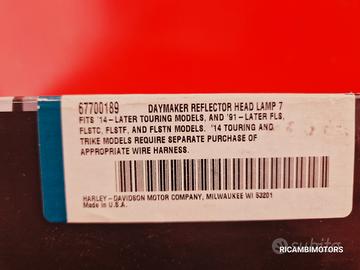 67700189 DAYMAKER REFLECTOR HEAD LAMP 7
FITS '14-LATER TOURING MODELS, AND '91-LATER FLS,
FLSTC, FLSTF, AND FLSTN MODELS. '14 TOURING AND
TRIKE MODELS REQUIRE SEPARATE PURCHASE OF
APPROPRIATE WIRE HARNESS.
HARLEY-DAVIDSON MOTOR COMPANY, MILWAUKEE WI 53201
Made in U.S.A.
subito
RICAMBIMOTORS